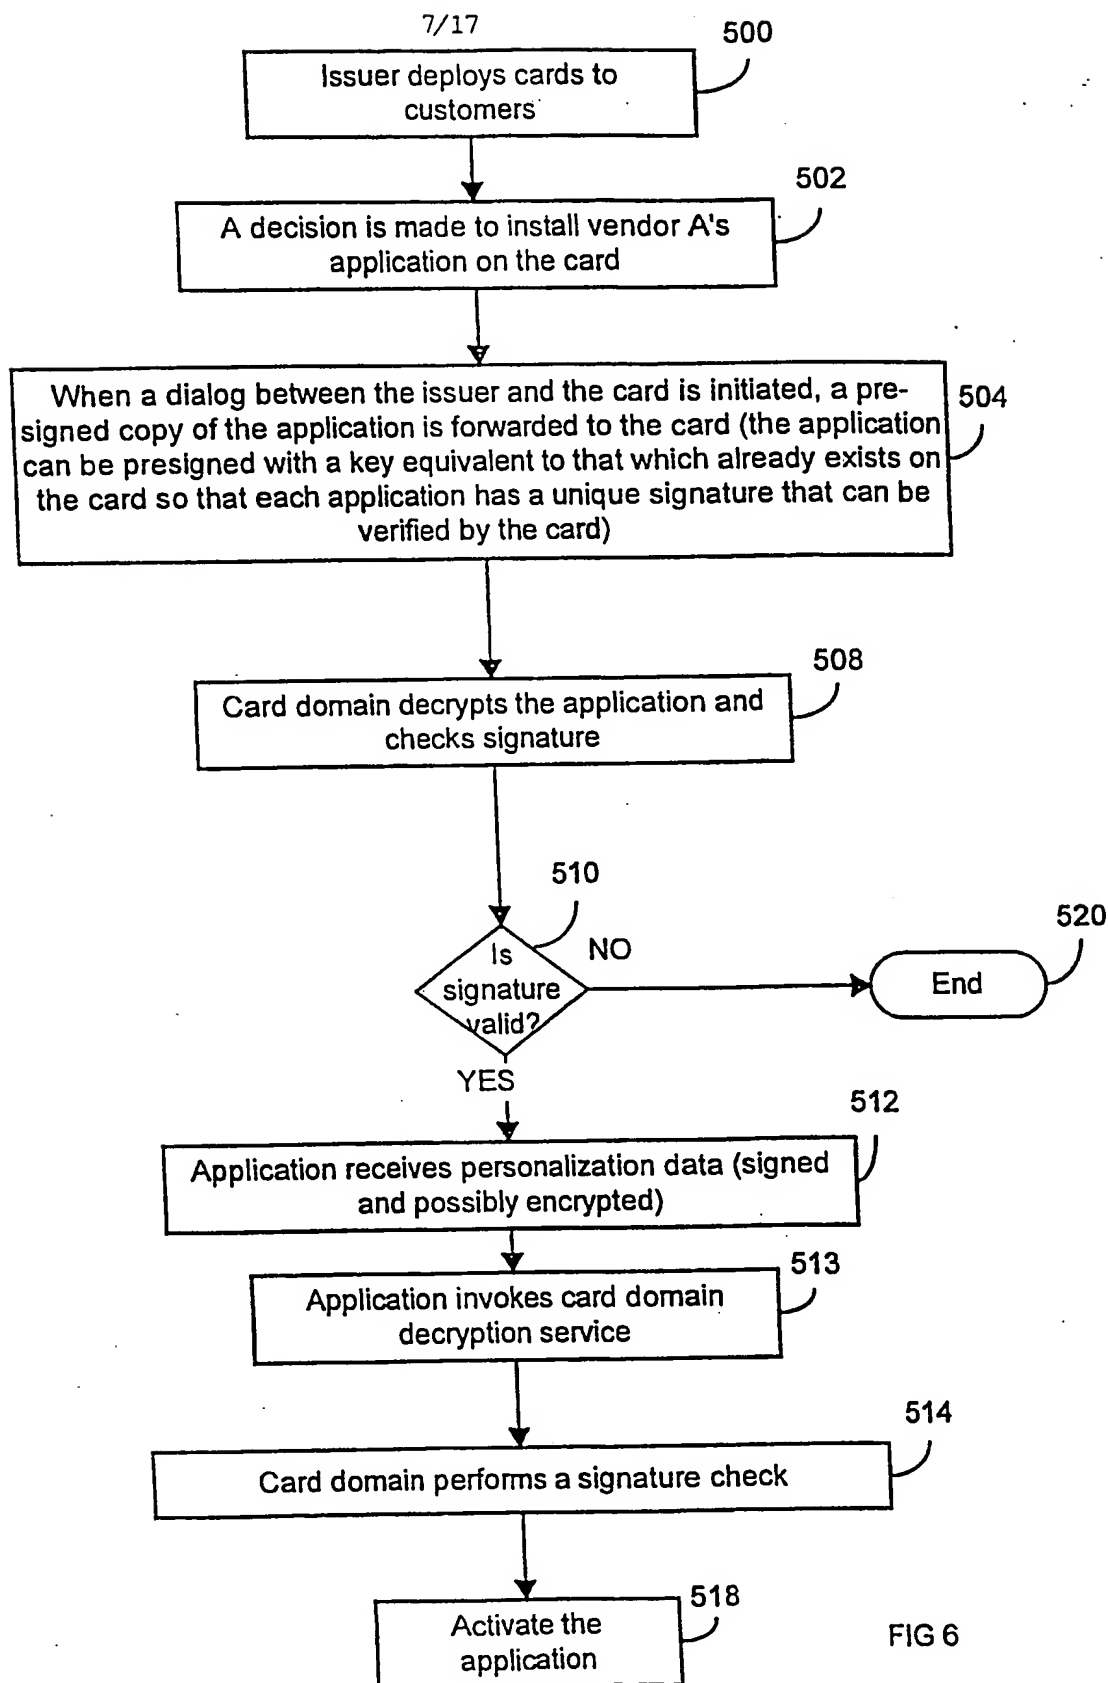 7/17
500
Issuer deploys cards to
customers
502
A decision is made to install vendor A's
application on the card
504
When a dialog between the issuer and the card is initiated, a pre-
signed copy of the application is forwarded to the card (the application
can be presigned with a key equivalent to that which already exists on
the card so that each application has a unique signature that can be
verified by the card)
508
Card domain decrypts the application and
checks signature
510
Is
signature
valid?
NO
520
End
YES
512
Application receives personalization data (signed
and possibly encrypted)
513
Application invokes card domain
decryption service
514
Card domain performs a signature check
518
Activate the
application
FIG 6